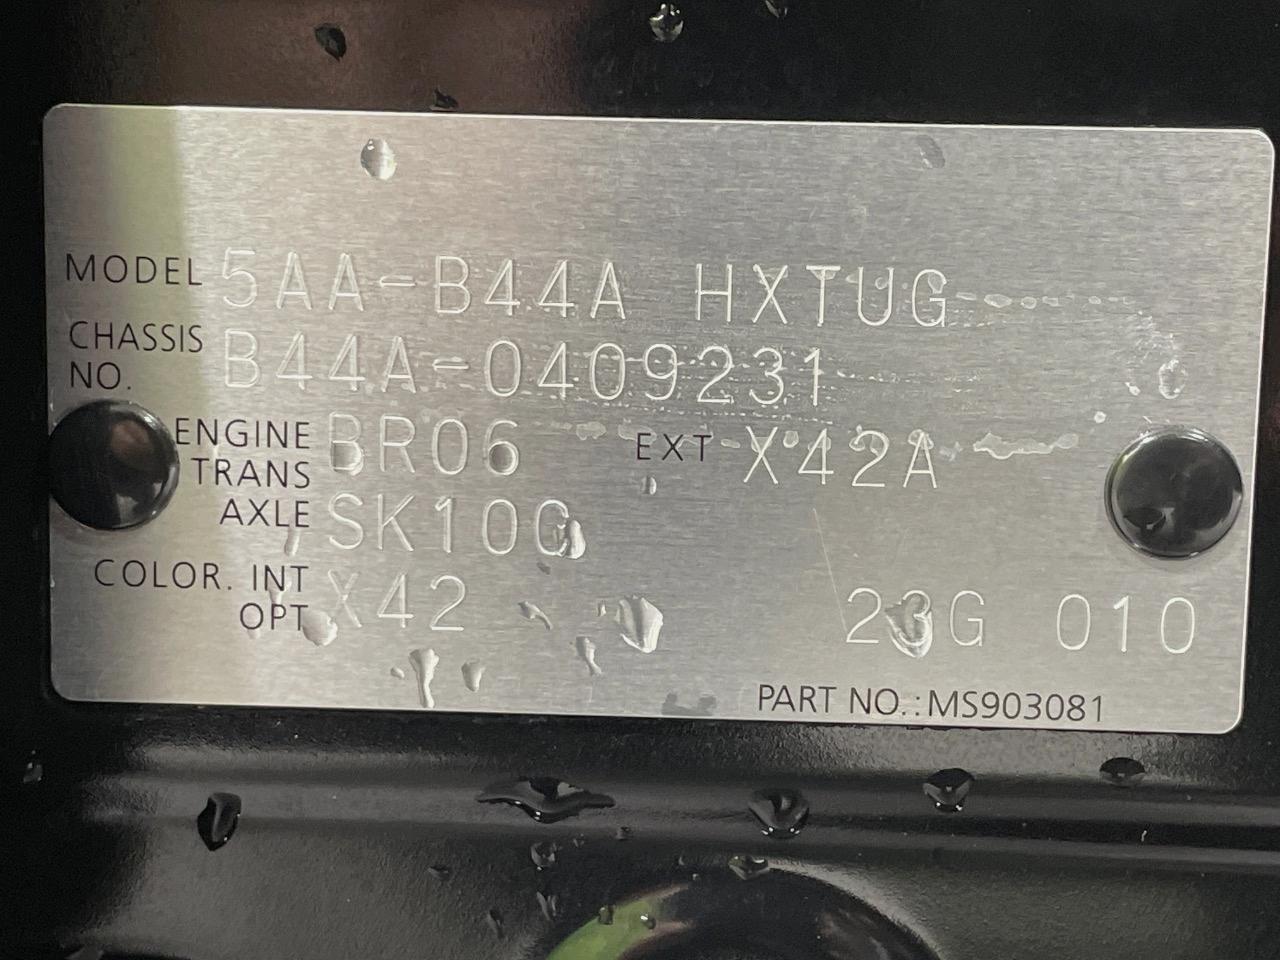 MODEL 5AA-B44A HXTUG
CHASSIS NO. B44A-0409231
ENGINE BR06 EXT X42A
TRANS
AXLE SK10C
COLOR. INT X42
OPT 23G 010
PART NO.:MS903081